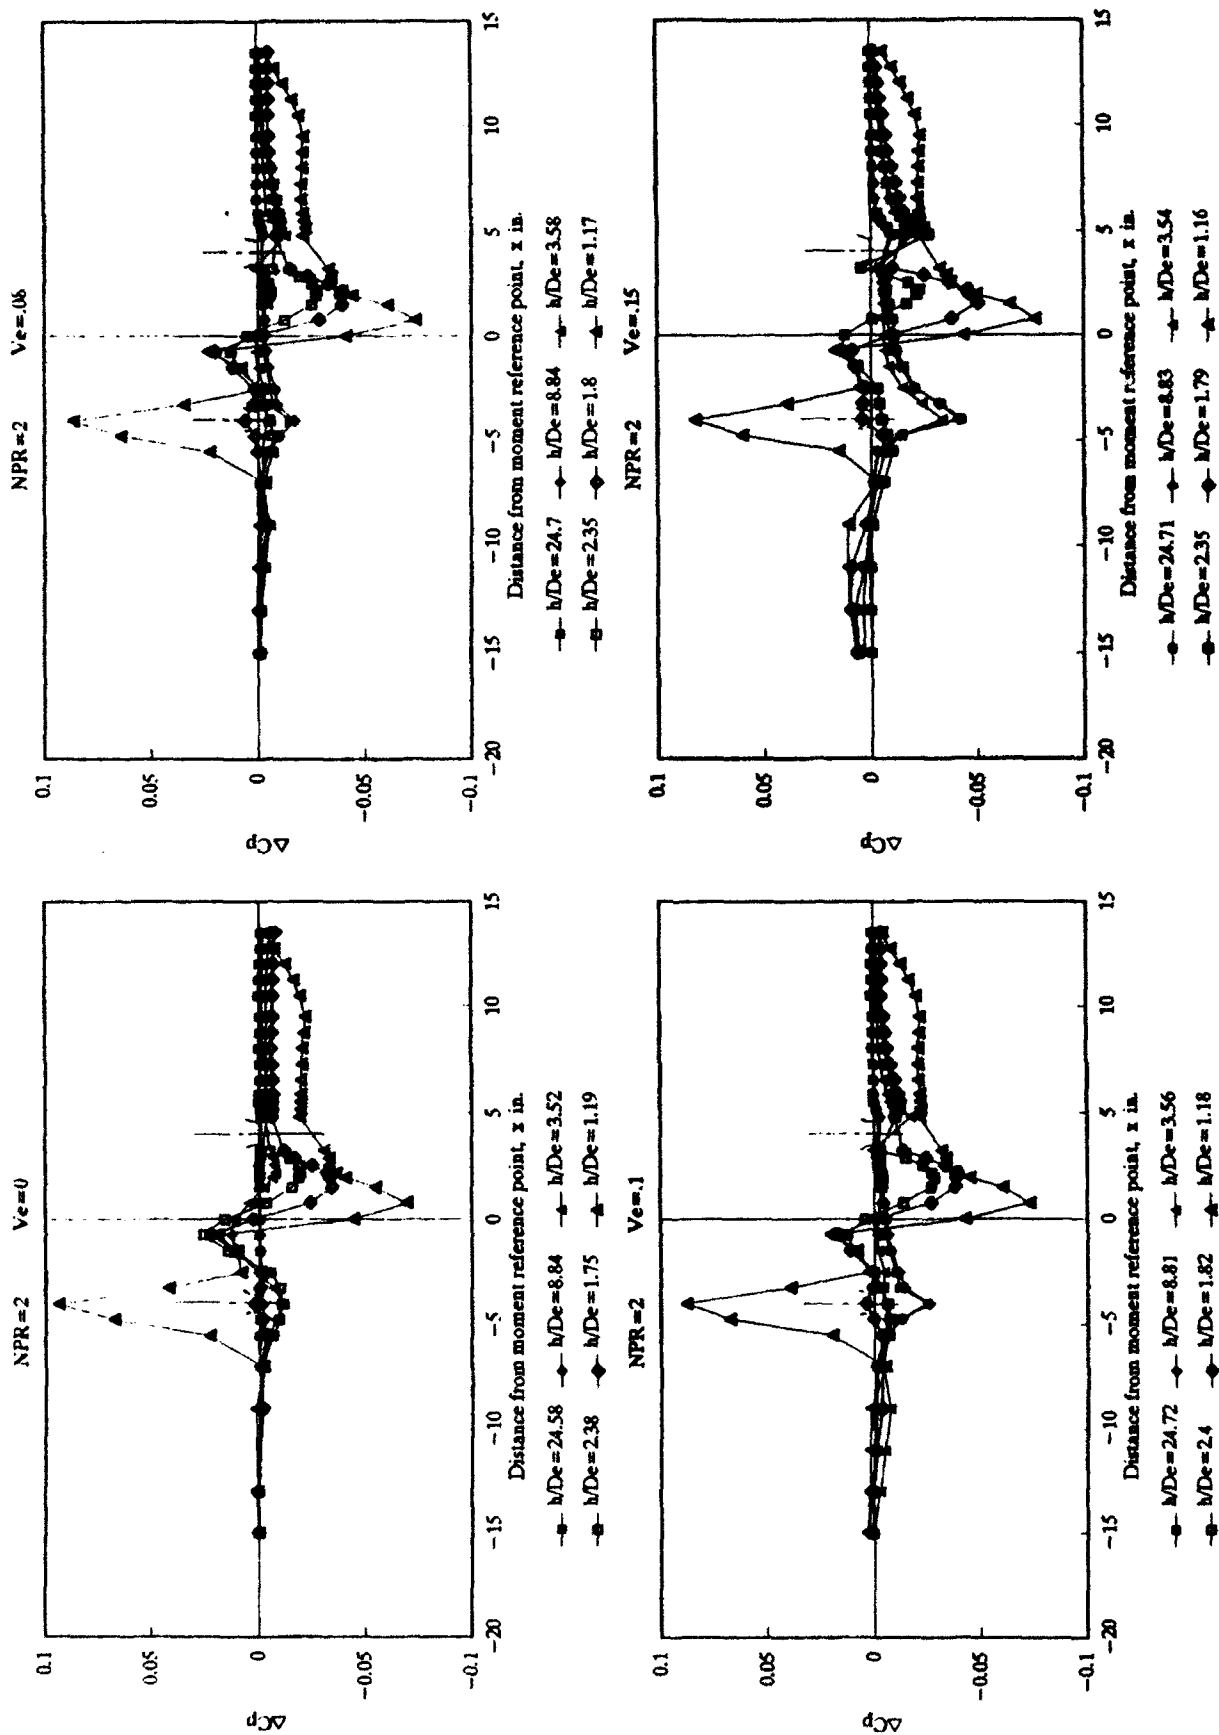 NPR=2 Ve=0
0.1
0.05
0
−0.05
−0.1
ΔCp
−20 −15 −10 −5 0 5 10 15
Distance from moment reference point, x in.
h/De=24.58 h/De=8.84 h/De=3.52
h/De=2.38 h/De=1.75 h/De=1.19
NPR=2 Ve=.06
0.1
0.05
0
−0.05
−0.1
ΔCp
−20 −15 −10 −5 0 5 10 15
Distance from moment reference point, x in.
h/De=24.7 h/De=8.84 h/De=3.58
h/De=2.35 h/De=1.8 h/De=1.17
NPR=2 Ve=.1
0.1
0.05
0
−0.05
−0.1
ΔCp
−20 −15 −10 −5 0 5 10 15
Distance from moment reference point, x in.
h/De=24.72 h/De=8.81 h/De=3.56
h/De=2.4 h/De=1.82 h/De=1.18
NPR=2 Ve=.15
0.1
0.05
0
−0.05
−0.1
ΔCp
−20 −15 −10 −5 0 5 10 15
Distance from moment reference point, x in.
h/De=24.71 h/De=8.83 h/De=3.54
h/De=2.35 h/De=1.79 h/De=1.16